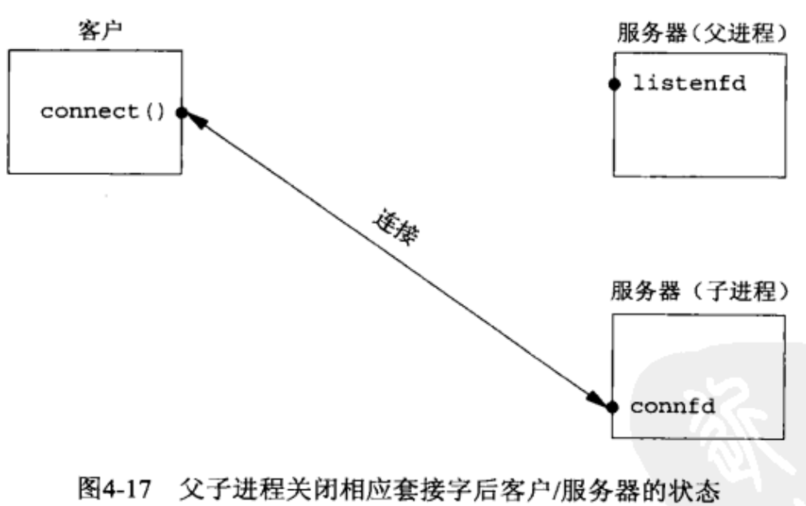 客户
服务器(父进程)
connect()
listenfd
连接
服务器(子进程)
connfd
图4-17 父子进程关闭相应套接字后客户/服务器的状态